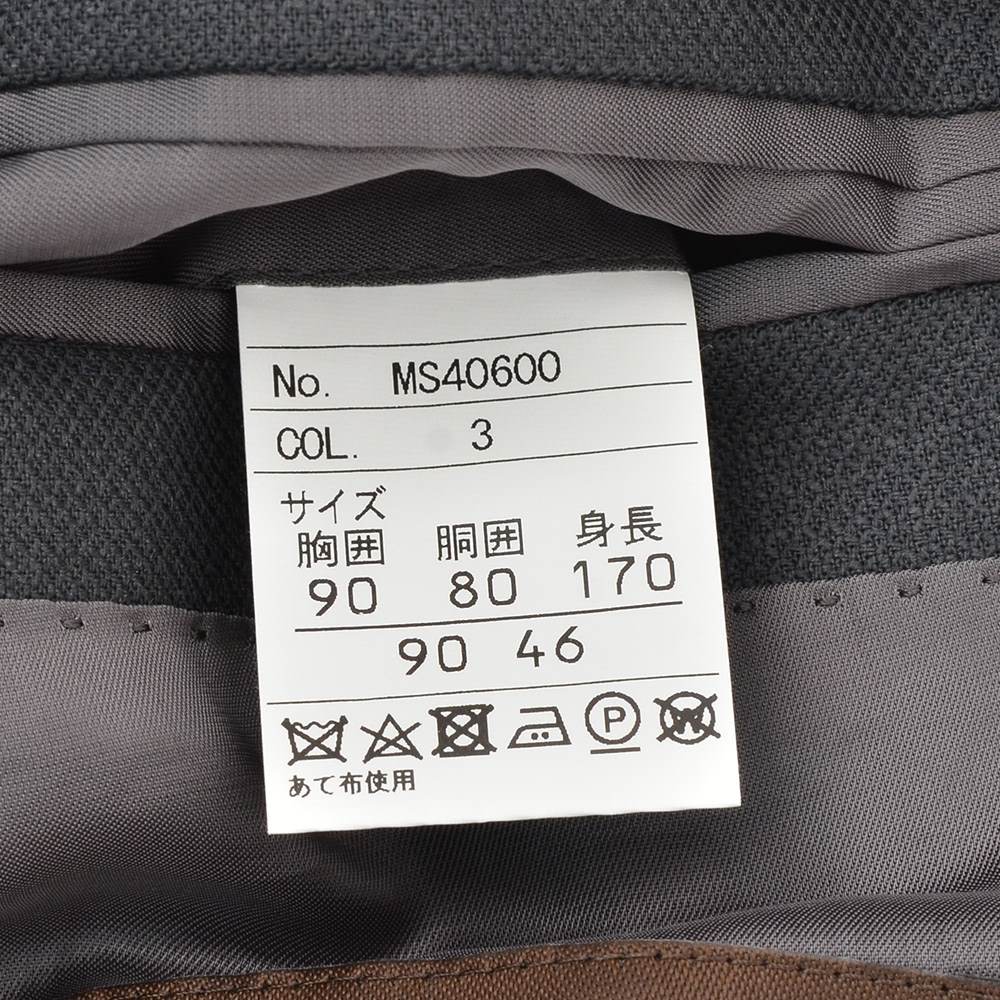 No. MS40600
COL. 3
サイズ
胸囲 胴囲 身長
90 80 170
90 46
P W
あて布使用